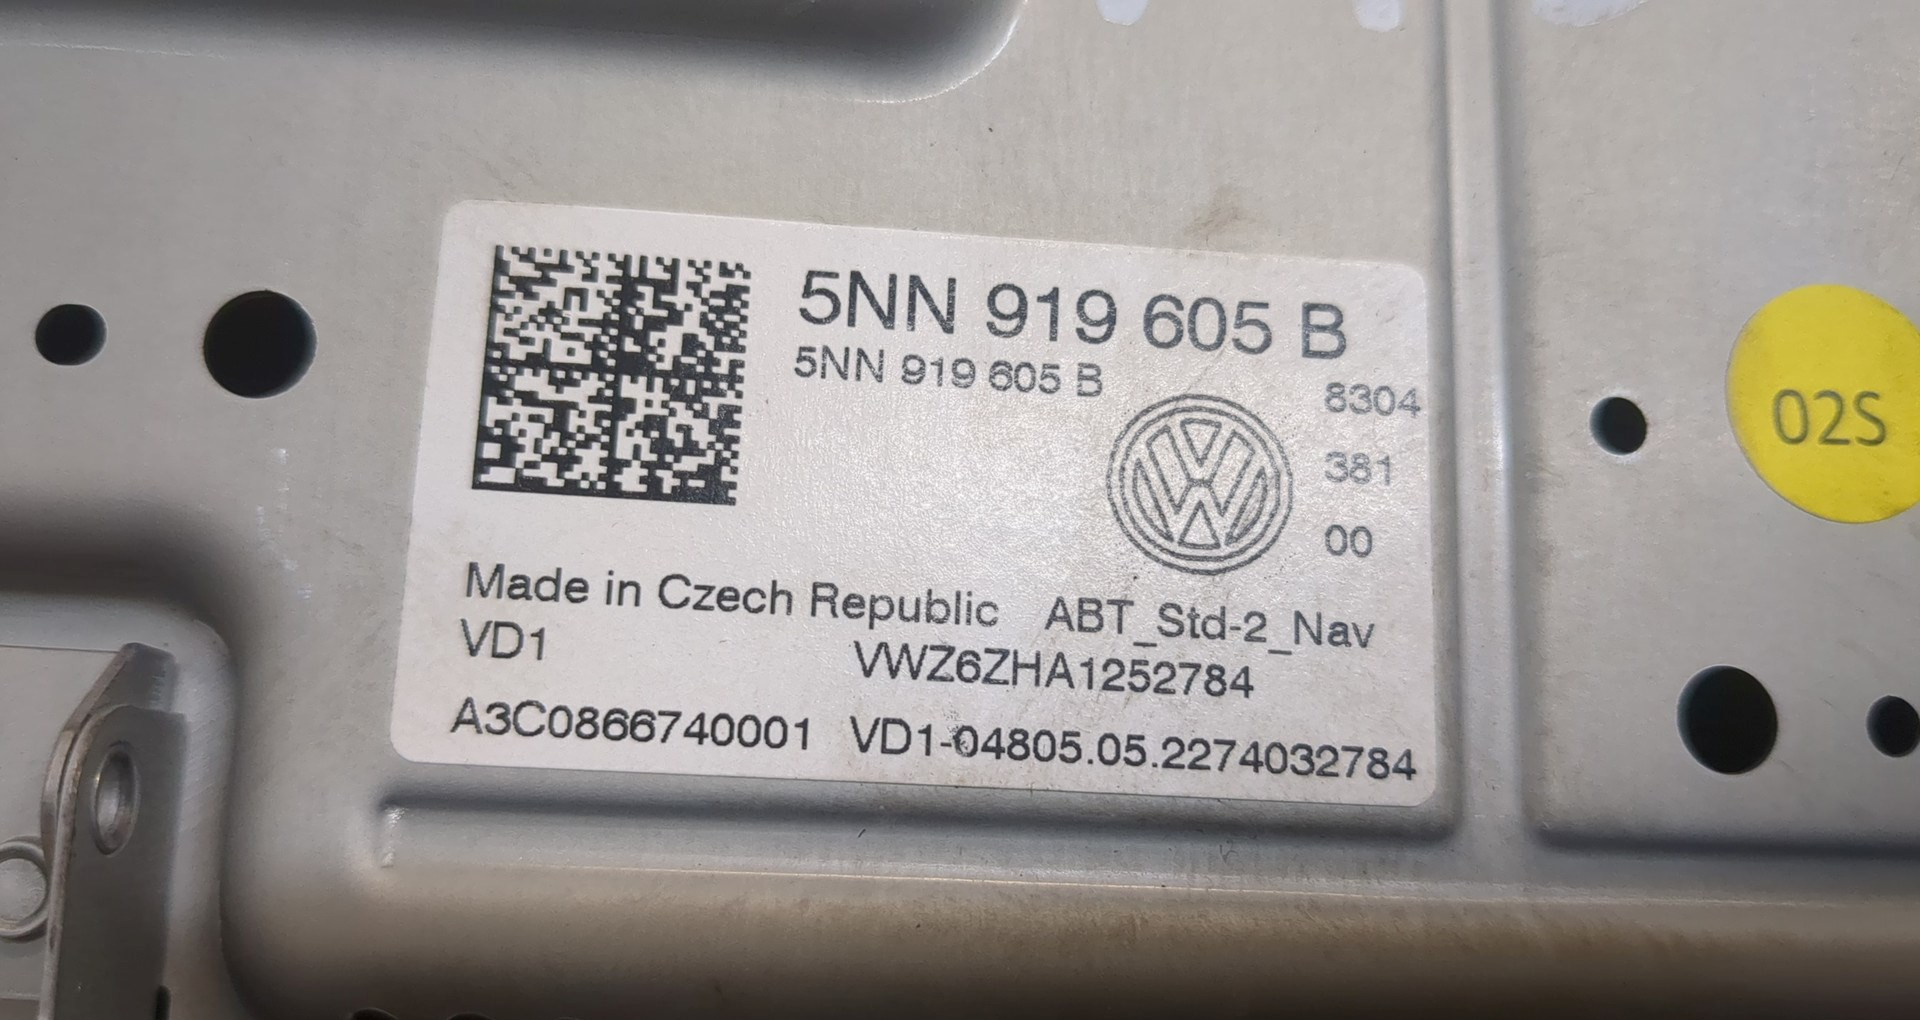 5NN 919 605 B
5NN 919 605 B
8304
381
00
Made in Czech Republic ABT_Std-2_Nav
VD1 VWZ6ZHA1252784
A3C0866740001 VD1-04805.05.2274032784
02S